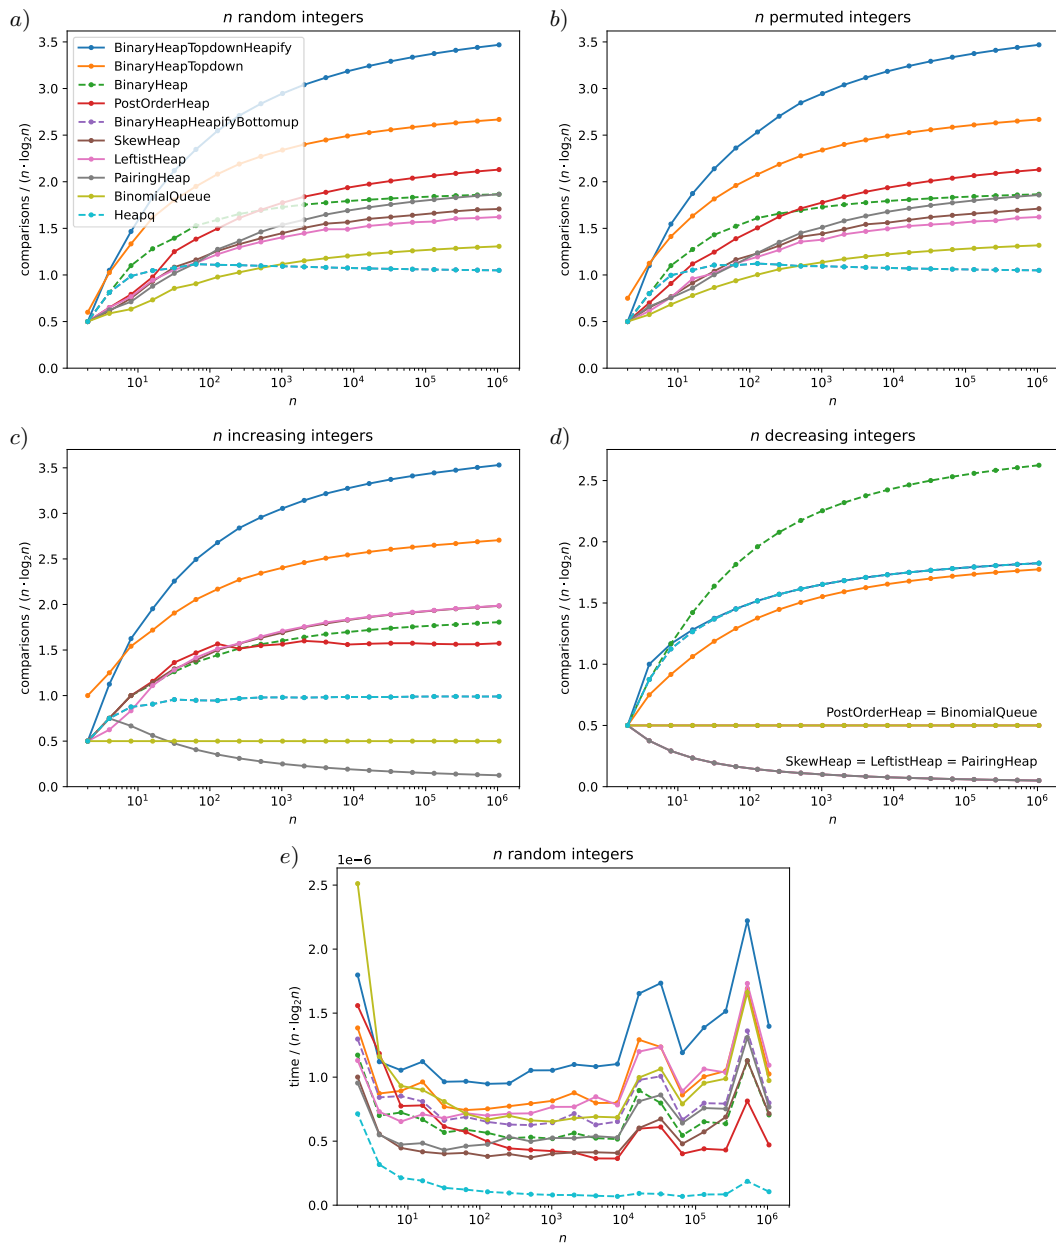 a)
n random integers
3.5
3.0
2.5
2.0
1.5
1.0
0.5
0.0
comparisons / (n · log₂n)
BinaryHeapTopdownHeapify
BinaryHeapTopdown
BinaryHeap
PostOrderHeap
BinaryHeapHeapifyBottomup
SkewHeap
LeftistHeap
PairingHeap
BinomialQueue
Heapq
10¹ 10² 10³ 10⁴ 10⁵ 10⁶
n
b)
n permuted integers
3.5
3.0
2.5
2.0
1.5
1.0
0.5
0.0
comparisons / (n · log₂n)
10¹ 10² 10³ 10⁴ 10⁵ 10⁶
n
c)
n increasing integers
3.5
3.0
2.5
2.0
1.5
1.0
0.5
0.0
comparisons / (n · log₂n)
10¹ 10² 10³ 10⁴ 10⁵ 10⁶
n
d)
n decreasing integers
2.5
2.0
1.5
1.0
0.5
0.0
comparisons / (n · log₂n)
PostOrderHeap = BinomialQueue
SkewHeap = LeftistHeap = PairingHeap
10¹ 10² 10³ 10⁴ 10⁵ 10⁶
n
e)
n random integers
1e-6
2.5
2.0
1.5
1.0
0.5
0.0
time / (n · log₂n)
10¹ 10² 10³ 10⁴ 10⁵ 10⁶
n